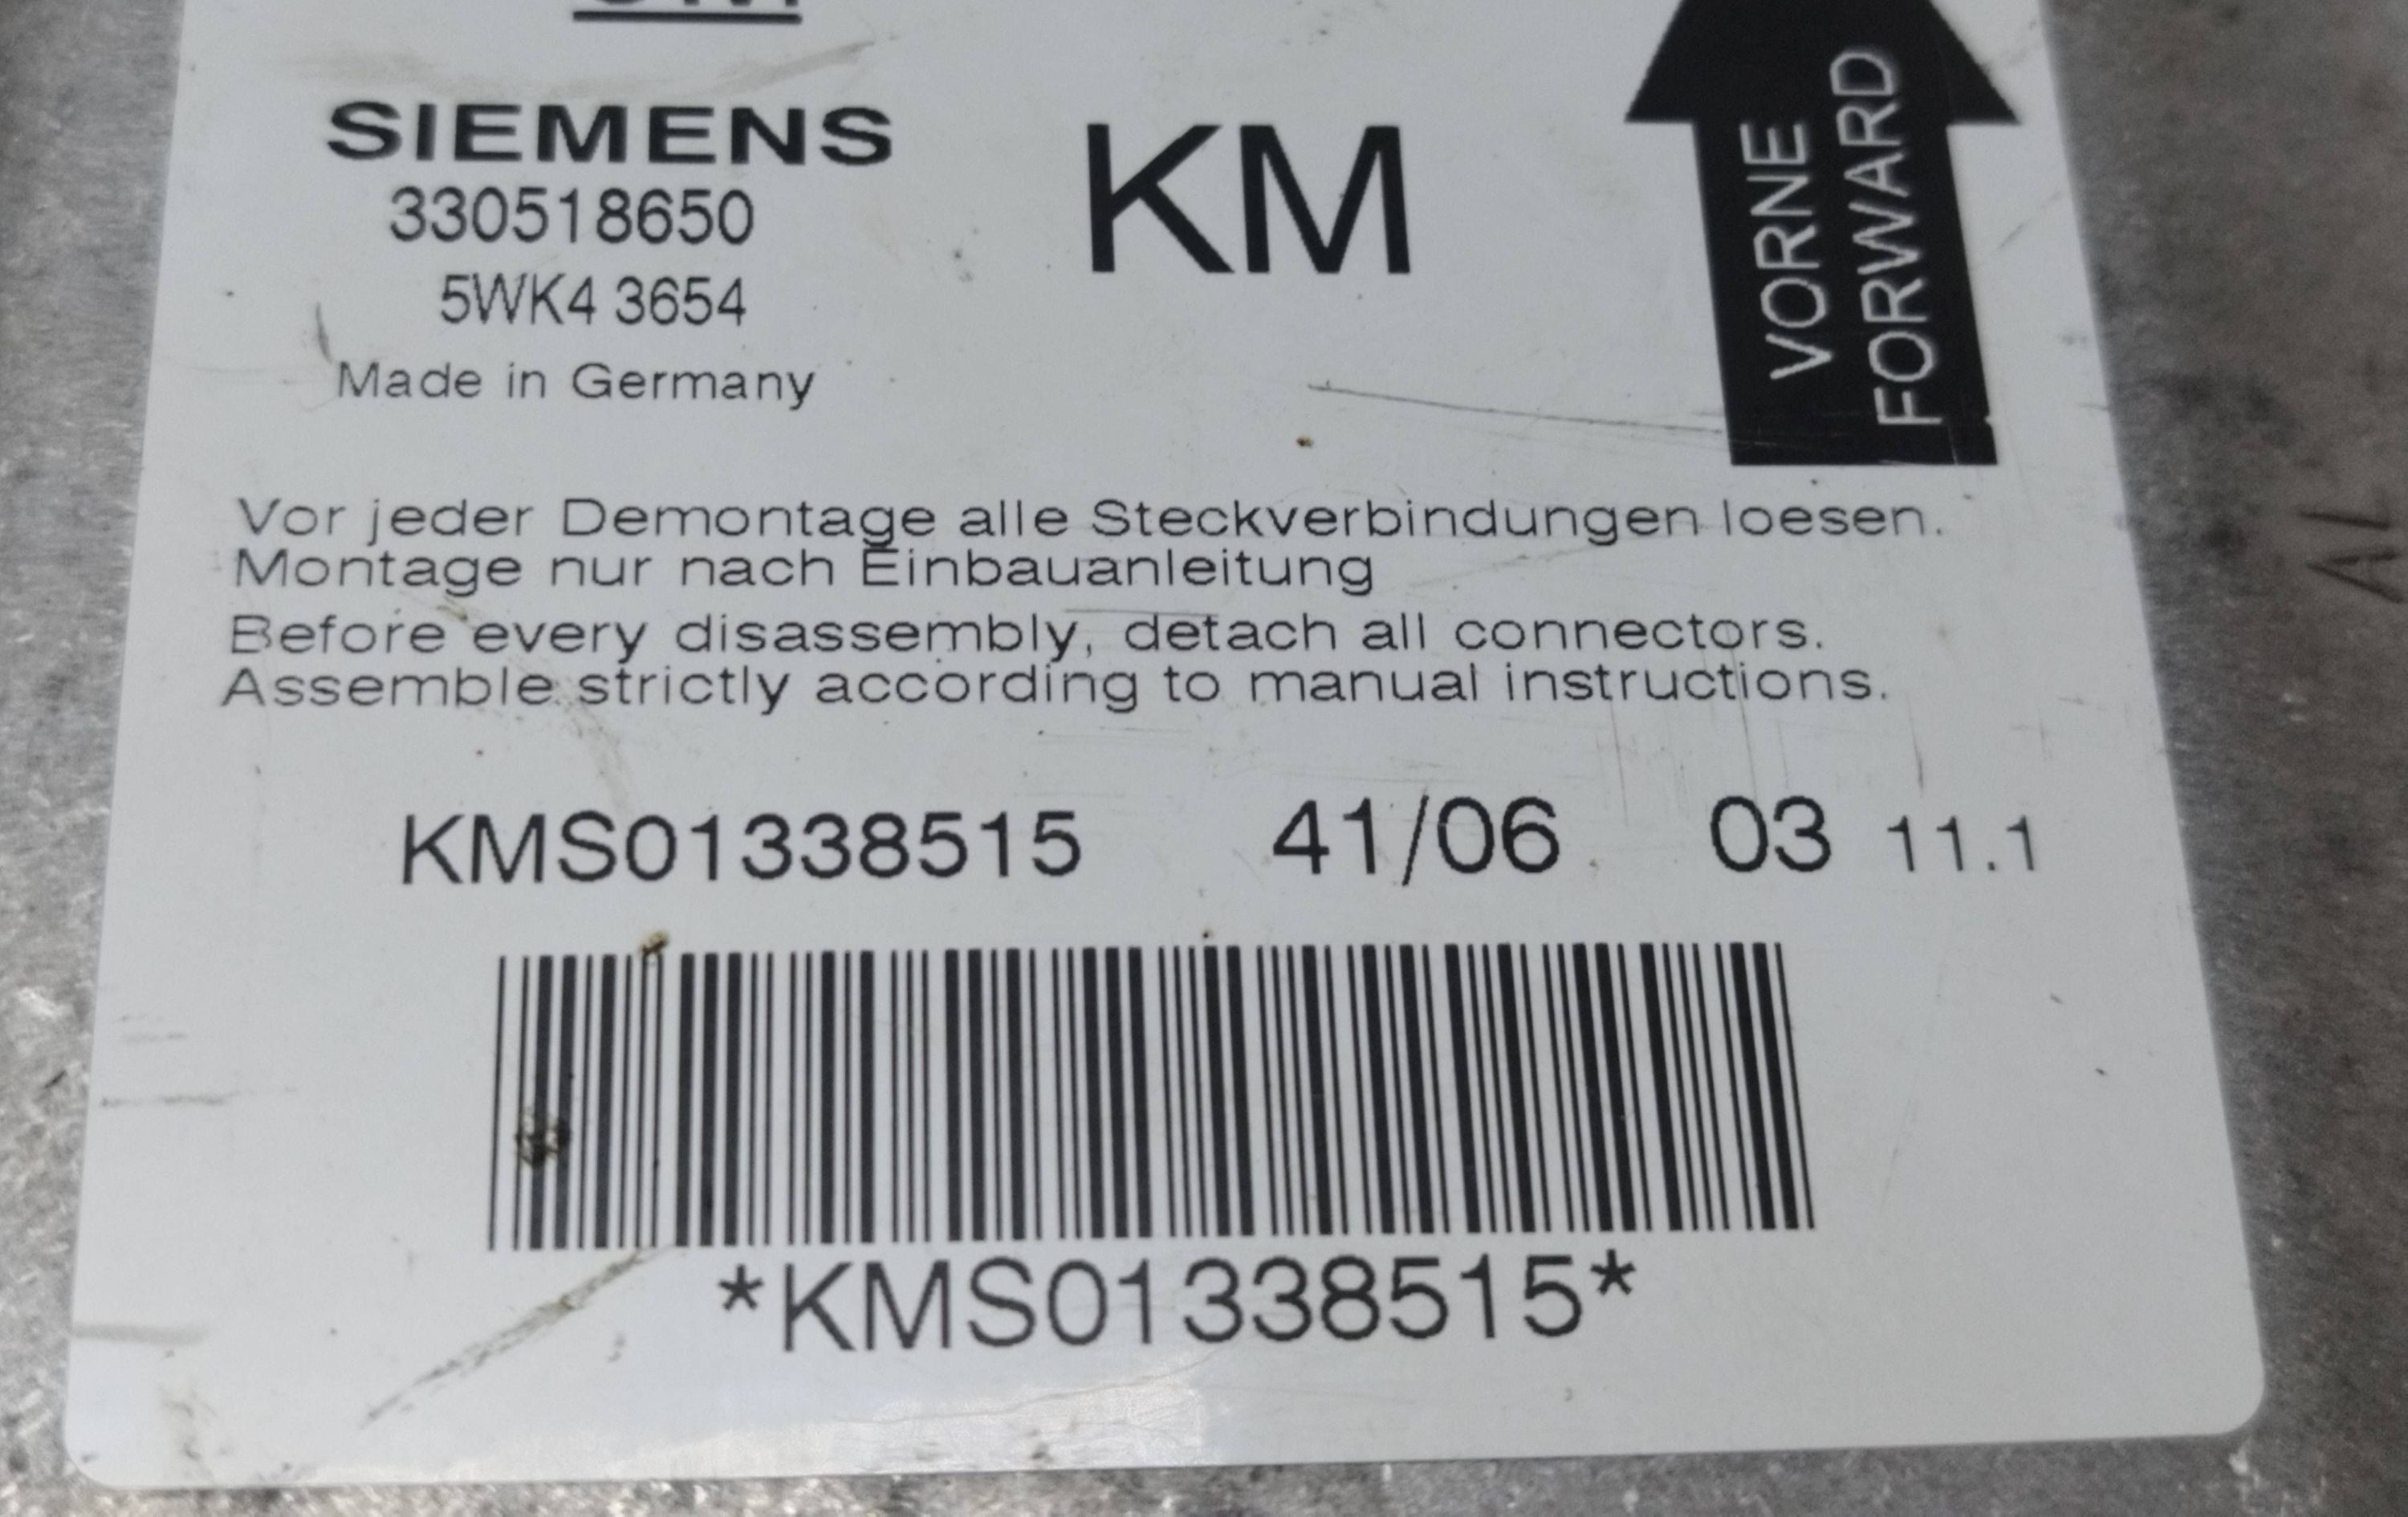 SIEMENS
330518650
5WK4 3654
Made in Germany
KM
VORNE
FORWARD
Vor jeder Demontage alle Steckverbindungen loesen.
Montage nur nach Einbauanleitung
Before every disassembly, detach all connectors.
Assemble strictly according to manual instructions.
KMS01338515 41/06 03 11.1
*KMS01338515*